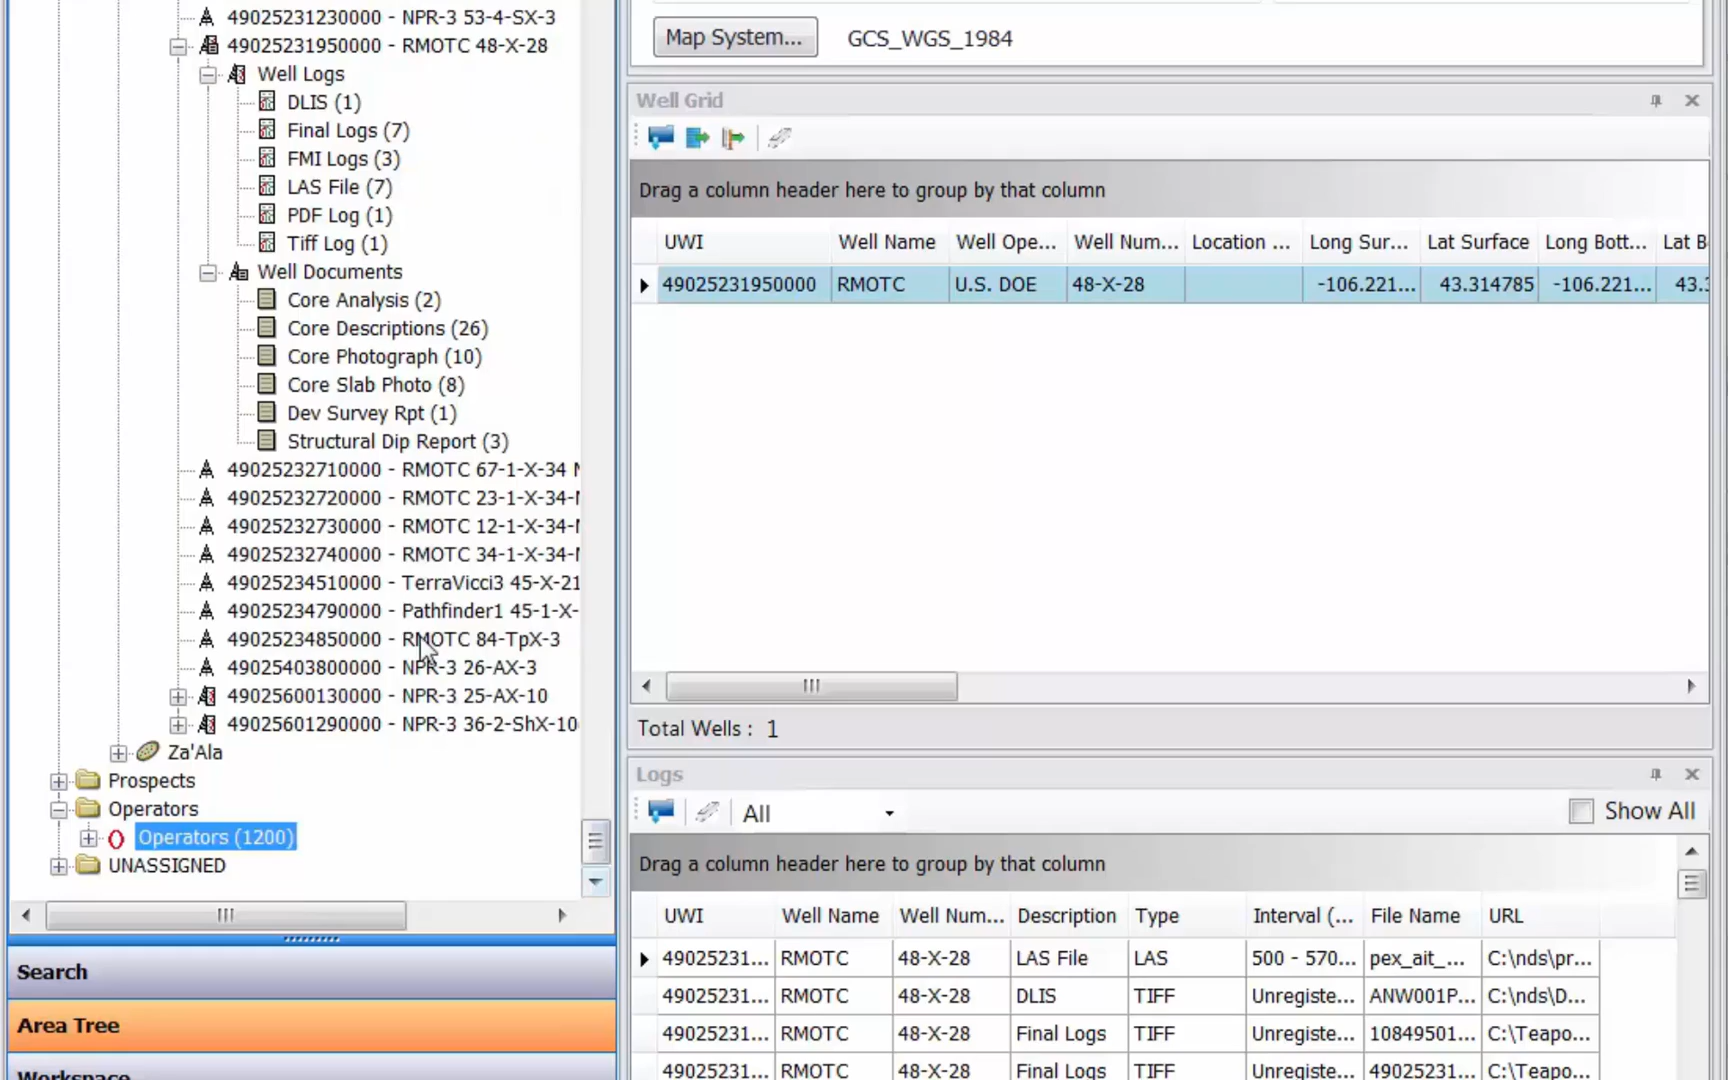 49025231230000 - NPR-3 53-4-SX-3
49025231950000 - RMOTC 48-X-28
Well Logs
DLIS (1)
Final Logs (7)
FMI Logs (3)
LAS File (7)
PDF Log (1)
Tiff Log (1)
Well Documents
Core Analysis (2)
Core Descriptions (26)
Core Photograph (10)
Core Slab Photo (8)
Dev Survey Rpt (1)
Structural Dip Report (3)
49025232710000 - RMOTC 67-1-X-34
49025232720000 - RMOTC 23-1-X-34-
49025232730000 - RMOTC 12-1-X-34-
49025232740000 - RMOTC 34-1-X-34-
49025234510000 - TerraVicci3 45-X-21
49025234790000 - Pathfinder1 45-1-X-
49025234850000 - RMOTC 84-TpX-3
49025403800000 - NPR-3 26-AX-3
49025600130000 - NPR-3 25-AX-10
49025601290000 - NPR-3 36-2-ShX-10
Za'Ala
Prospects
Operators
Operators (1200)
UNASSIGNED
Search
Area Tree
Workspace
Map System... GCS_WGS_1984
Well Grid
Drag a column header here to group by that column
UWI Well Name Well Ope... Well Num... Location ... Long Sur... Lat Surface Long Bott... Lat B
49025231950000 RMOTC U.S. DOE 48-X-28 -106.221... 43.314785 -106.221... 43.3
Total Wells : 1
Logs
All Show All
Drag a column header here to group by that column
UWI Well Name Well Num... Description Type Interval (... File Name URL
49025231... RMOTC 48-X-28 LAS File LAS 500 - 570... pex_ait_... C:\nds\pr...
49025231... RMOTC 48-X-28 DLIS TIFF Unregiste... ANW001P... C:\nds\D...
49025231... RMOTC 48-X-28 Final Logs TIFF Unregiste... 10849501... C:\Teapo...
49025231... RMOTC 48-X-28 Final Logs TIFF Unregiste... 49025231... C:\Teapo...